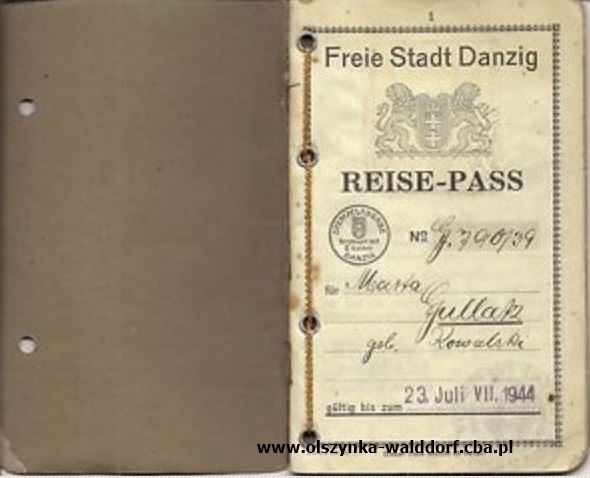 1
Freie Stadt Danzig
REISE-PASS
STEMPELABGABE
DANZIG
№ G. 390/39
für Marta
Gullatz
geb. Kowalski
gültig bis zum 23. Juli VII. 1944
www.olszynka-walddorf.cba.pl